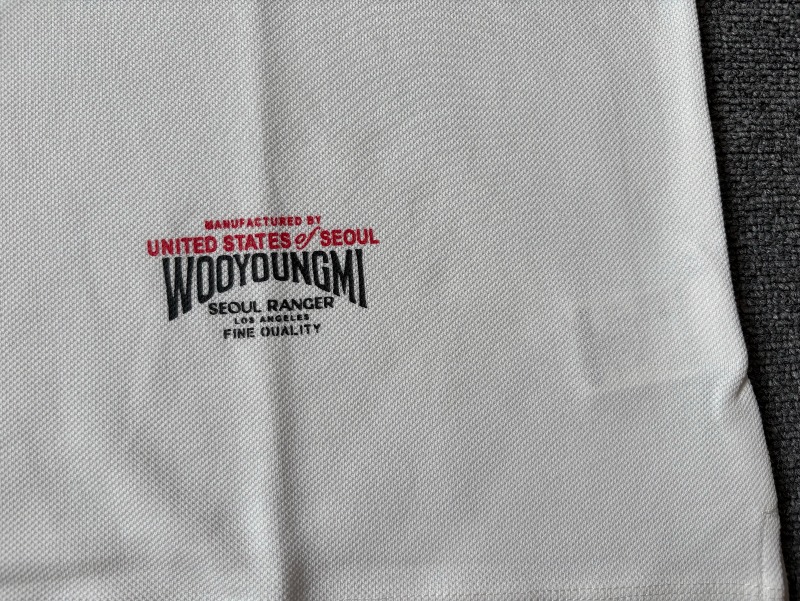 MANUFACTURED BY
UNITED STATES of SEOUL
WOOYOUNGMI
SEOUL RANGER
LOS ANGELES
FINE QUALITY